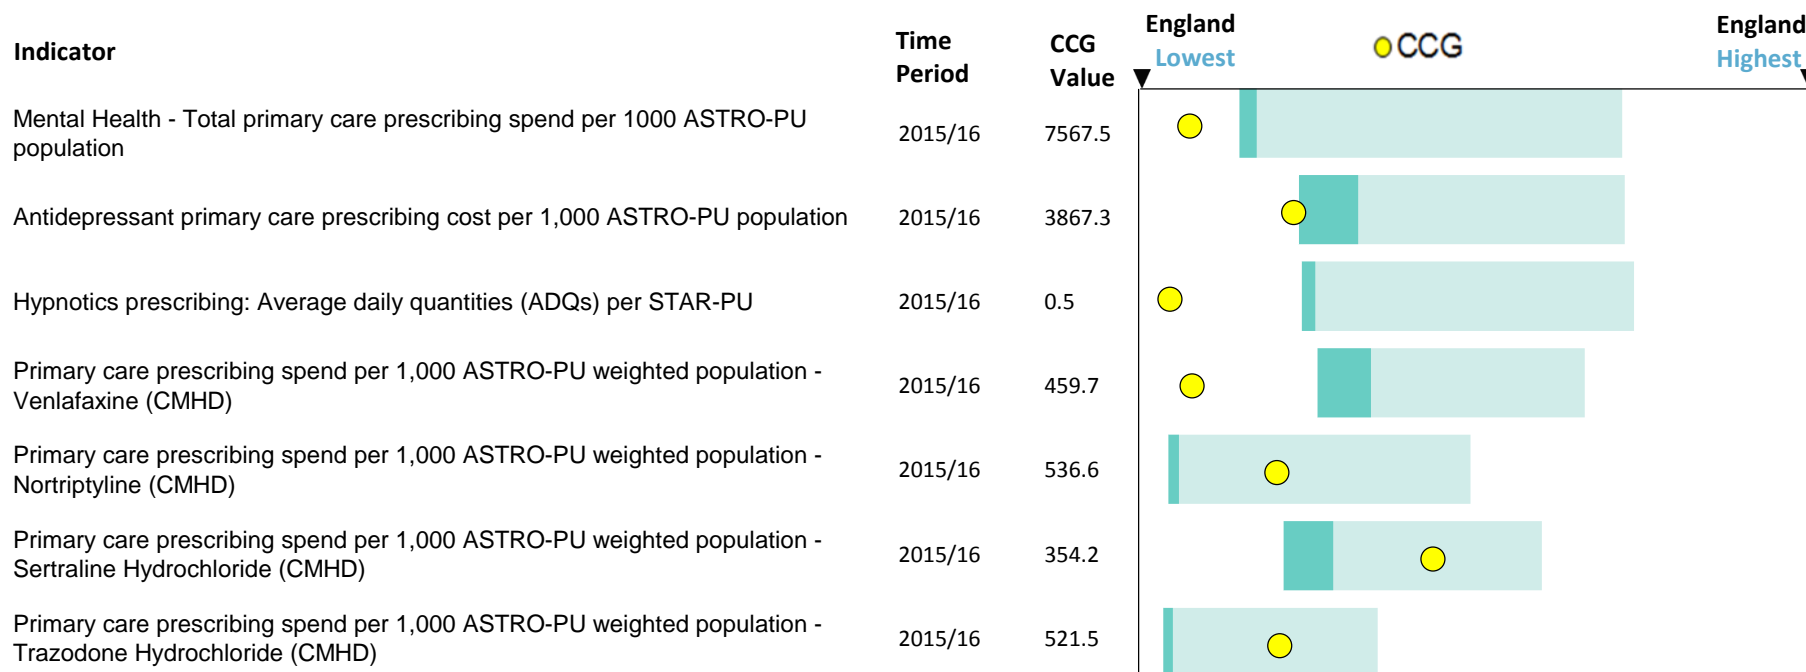 Indicator
Time
Period
CCG
Value
England
Lowest
CCG
England
Highest
Mental Health - Total primary care prescribing spend per 1000 ASTRO-PU
population
2015/16
7567.5
Antidepressant primary care prescribing cost per 1,000 ASTRO-PU population
2015/16
3867.3
Hypnotics prescribing: Average daily quantities (ADQs) per STAR-PU
2015/16
0.5
Primary care prescribing spend per 1,000 ASTRO-PU weighted population -
Venlafaxine (CMHD)
2015/16
459.7
Primary care prescribing spend per 1,000 ASTRO-PU weighted population -
Nortriptyline (CMHD)
2015/16
536.6
Primary care prescribing spend per 1,000 ASTRO-PU weighted population -
Sertraline Hydrochloride (CMHD)
2015/16
354.2
Primary care prescribing spend per 1,000 ASTRO-PU weighted population -
Trazodone Hydrochloride (CMHD)
2015/16
521.5